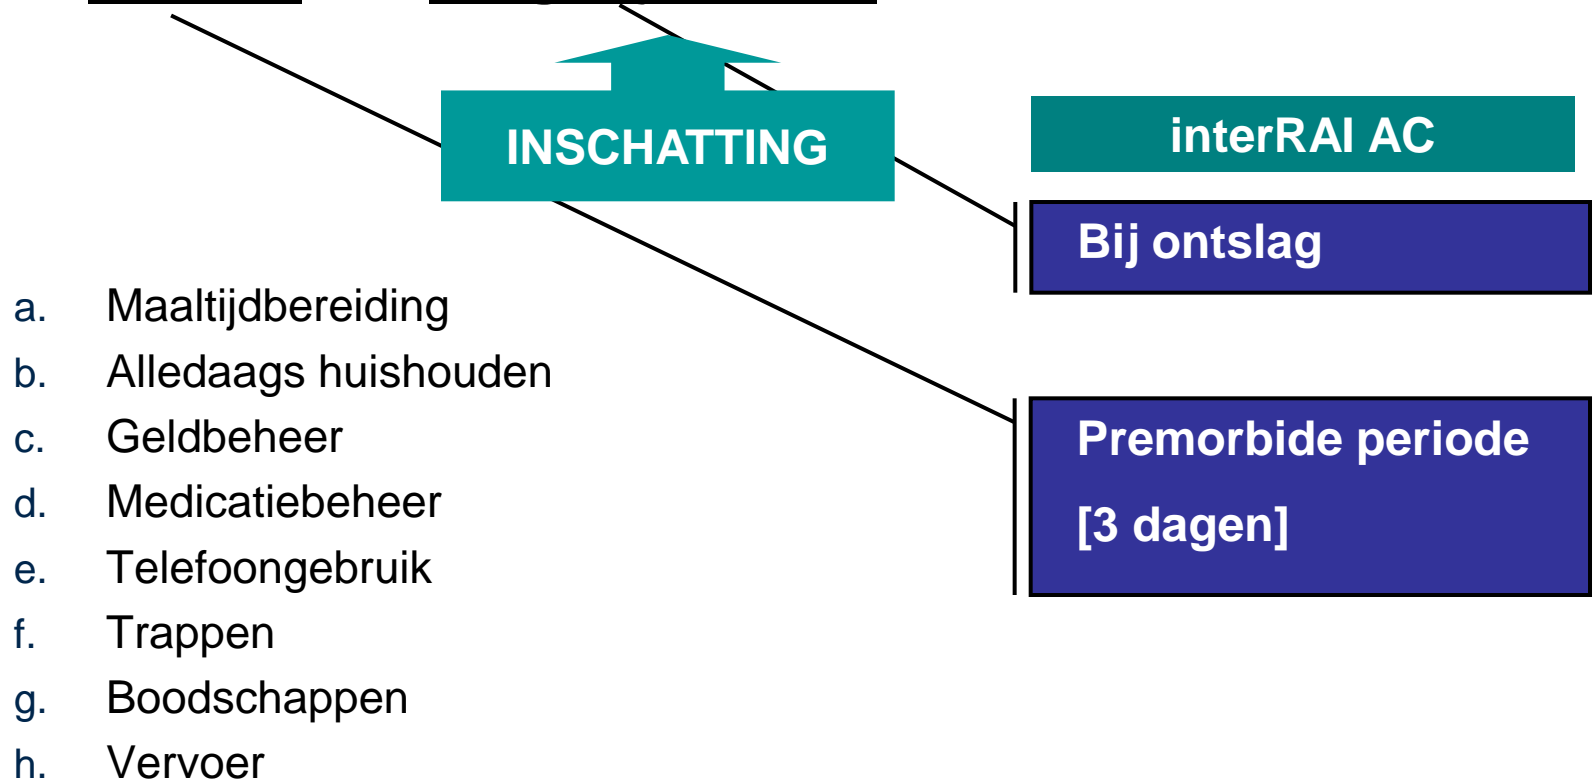 INSCHATTING
interRAI AC
Bij ontslag
Premorbide periode
[3 dagen]
a. Maaltijdbereiding
b. Alledaags huishouden
c. Geldbeheer
d. Medicatiebeheer
e. Telefoongebruik
f. Trappen
g. Boodschappen
h. Vervoer